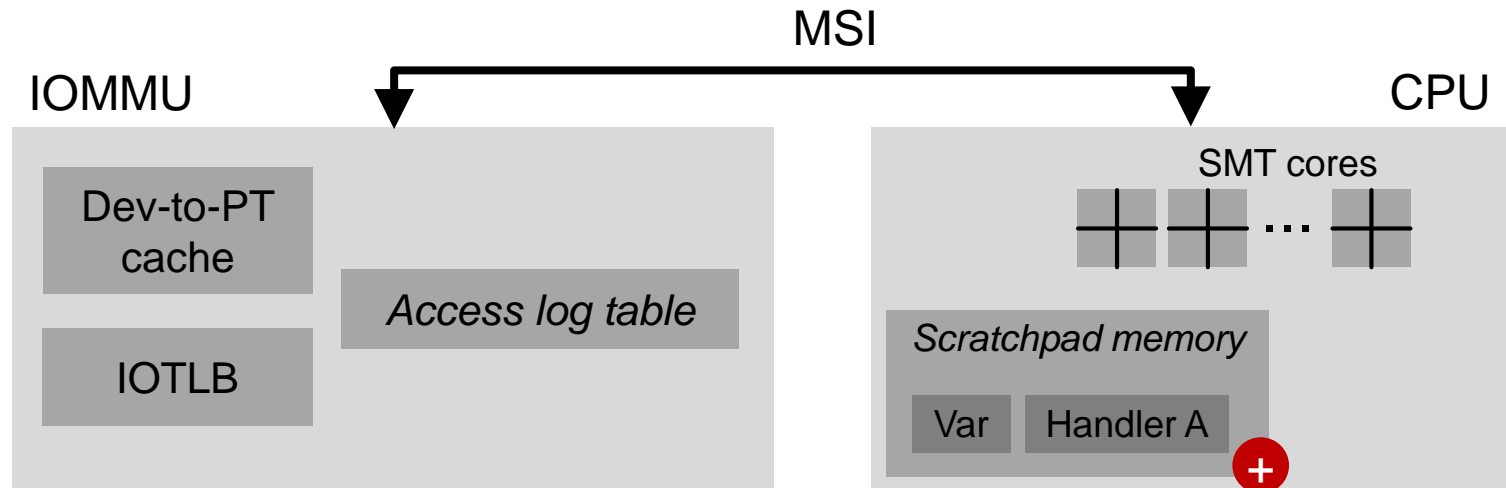 MSI
IOMMU
CPU
Dev-to-PT
cache
IOTLB
Access log table
SMT cores
...
Scratchpad memory
Var
Handler A
+